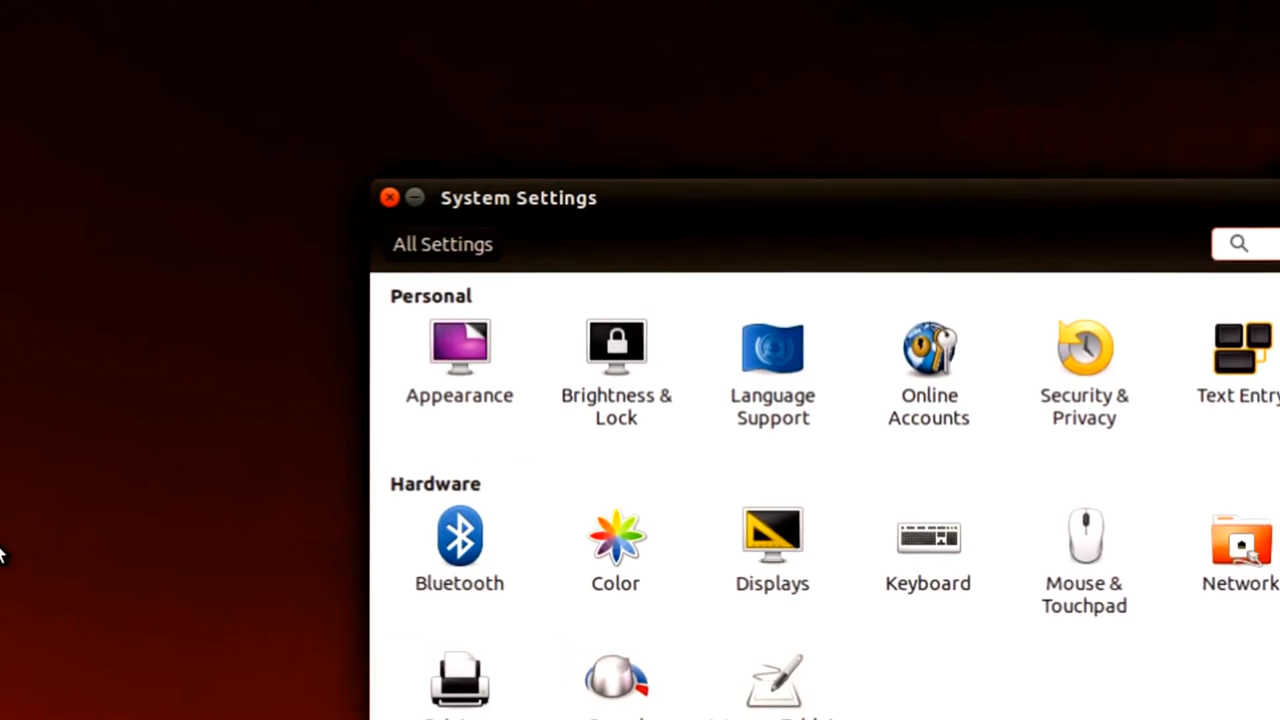 System Settings
All Settings
Personal
Appearance
Brightness &
Lock
Language
Support
Online
Accounts
Security &
Privacy
Text Entry
Hardware
Bluetooth
Color
Displays
Keyboard
Mouse &
Touchpad
Network